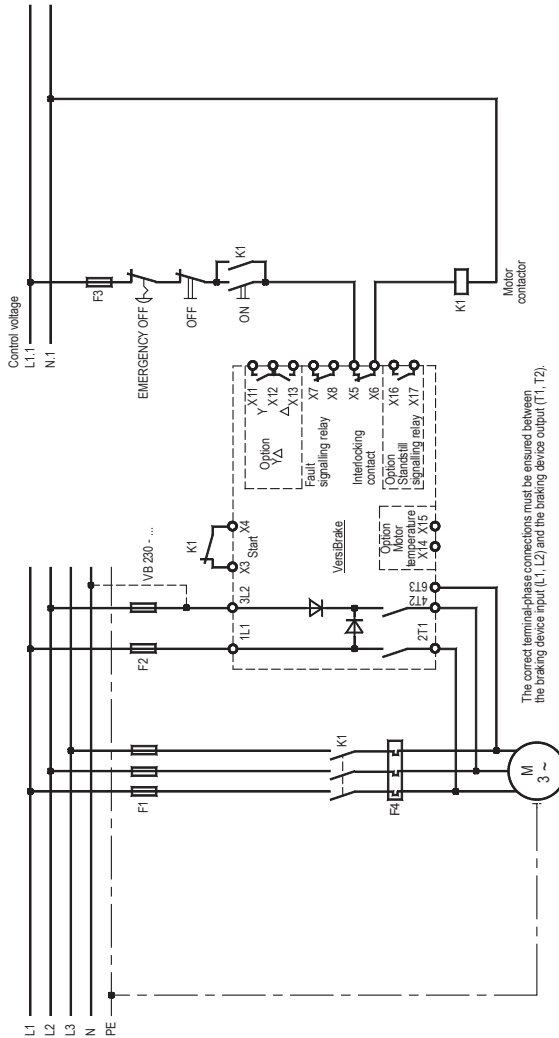 Control voltage
L1.1
N.1
F3
EMERGENCY OFF
OFF
ON
K1
K1
Motor
contactor
L1
L2
L3
N
PE
F1
F2
VB 230 - ...
K1
X3
X4
Start
1L1
3L2
VersiBrake
Option
Y△
X11
Y
X12
△
X13
Fault
signalling relay
X7
X8
Interlocking
contact
X5
X6
Option
Standstill
signalling relay
X16
X17
Option
Motor
temperature
X14
X15
2T1
4T2
6T3
K1
F4
M
3 ~
The correct terminal-phase connections must be ensured between
the braking device input (L1, L2) and the braking device output (T1, T2).